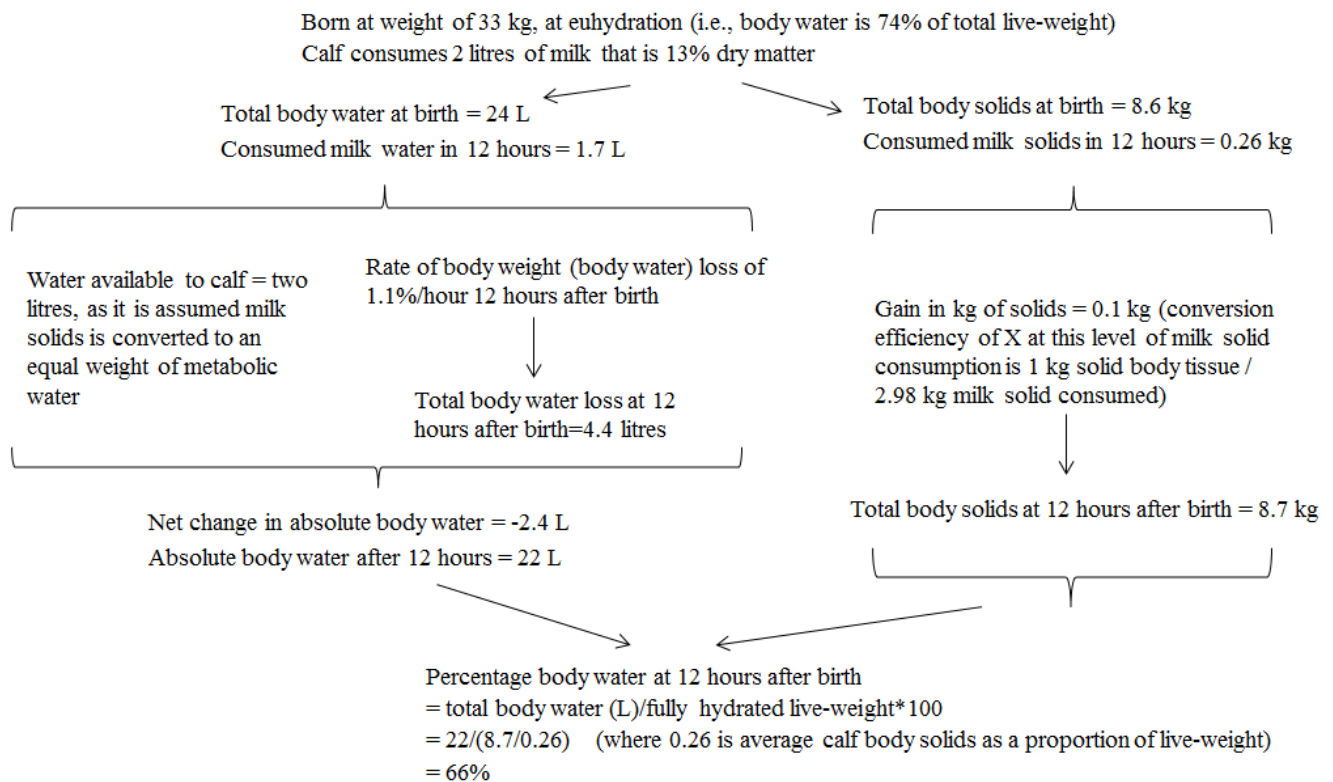 Born at weight of 33 kg, at euhydration (i.e., body water is 74% of total live-weight)
Calf consumes 2 litres of milk that is 13% dry matter
Total body water at birth = 24 L
Consumed milk water in 12 hours = 1.7 L
Total body solids at birth = 8.6 kg
Consumed milk solids in 12 hours = 0.26 kg
Water available to calf = two
litres, as it is assumed milk
solids is converted to an
equal weight of metabolic
water
Rate of body weight (body water) loss of
1.1%/hour 12 hours after birth
Total body water loss at 12
hours after birth=4.4 litres
Gain in kg of solids = 0.1 kg (conversion
efficiency of X at this level of milk solid
consumption is 1 kg solid body tissue /
2.98 kg milk solid consumed)
Net change in absolute body water = -2.4 L
Absolute body water after 12 hours = 22 L
Total body solids at 12 hours after birth = 8.7 kg
Percentage body water at 12 hours after birth
= total body water (L)/fully hydrated live-weight*100
= 22/(8.7/0.26) (where 0.26 is average calf body solids as a proportion of live-weight)
= 66%